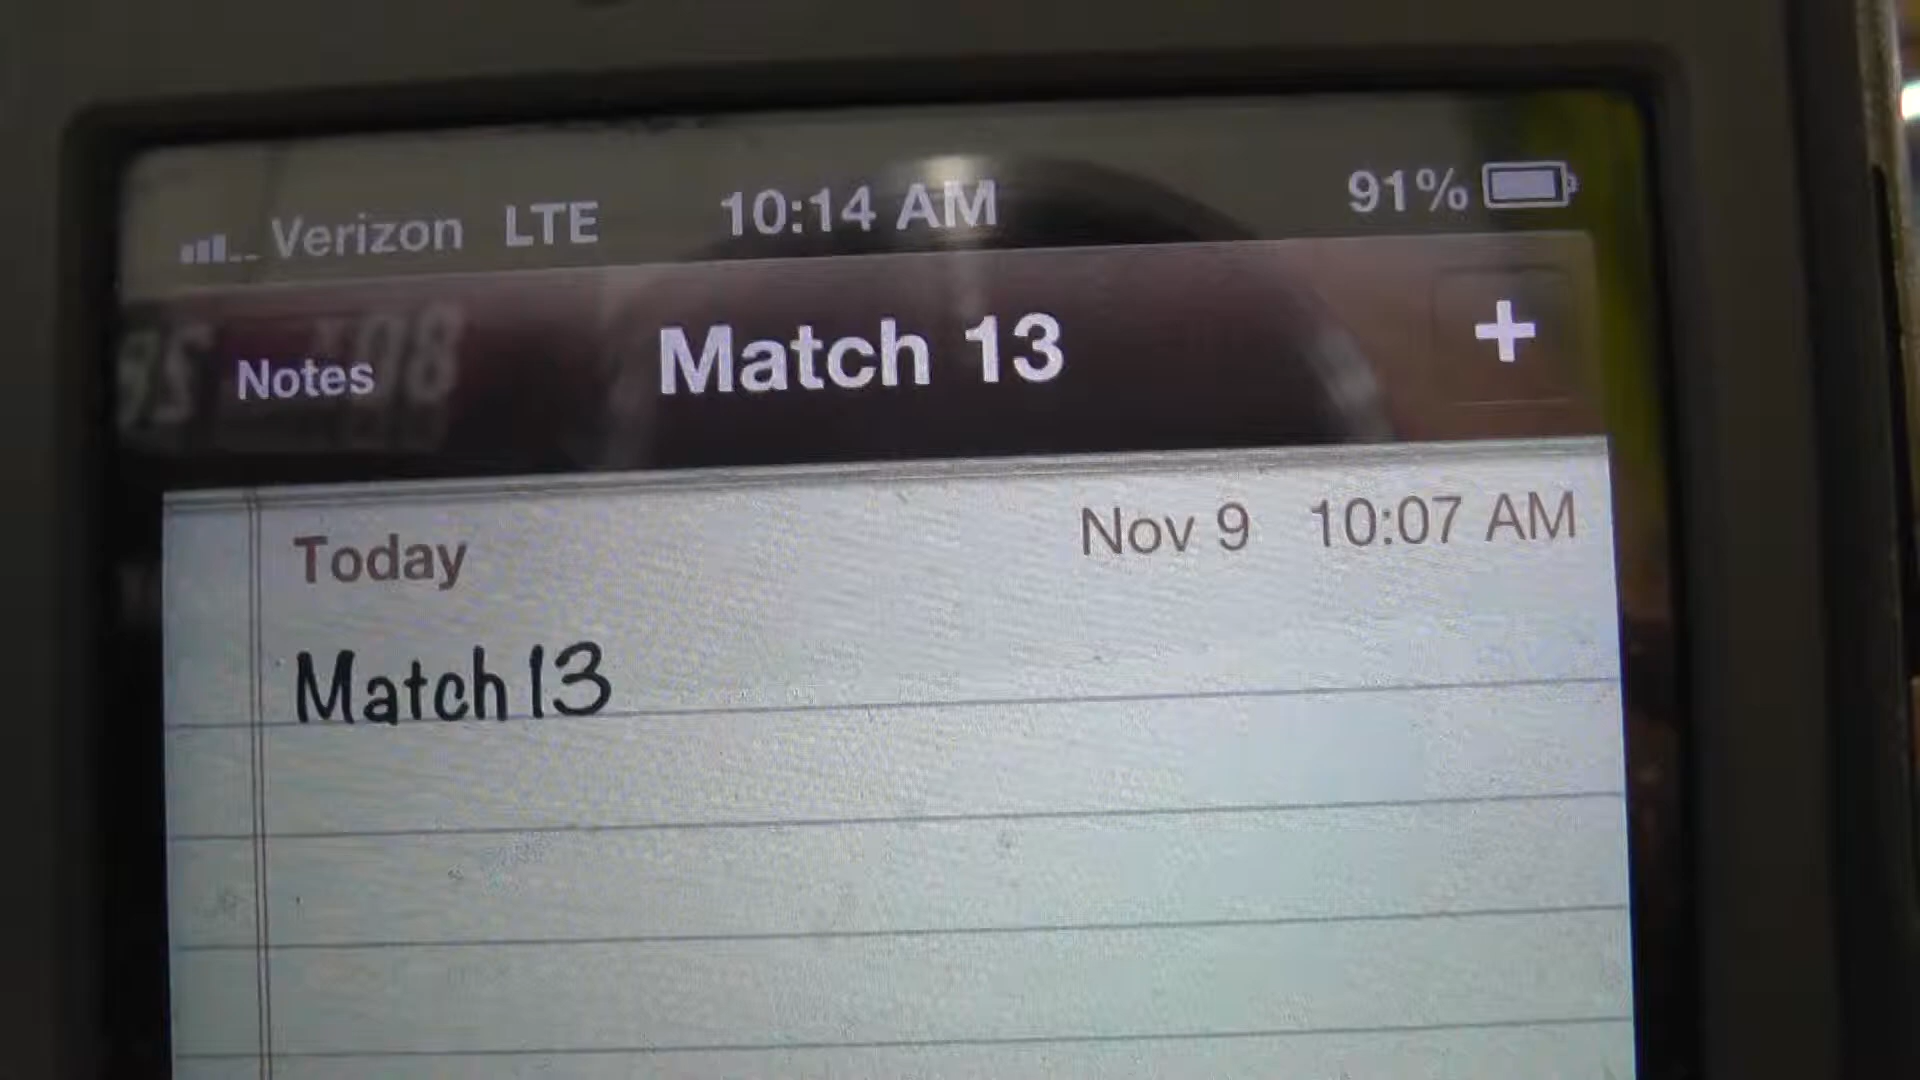 Verizon LTE 10:14 AM 91%
Notes Match 13 +
Today Nov 9 10:07 AM
Match 13